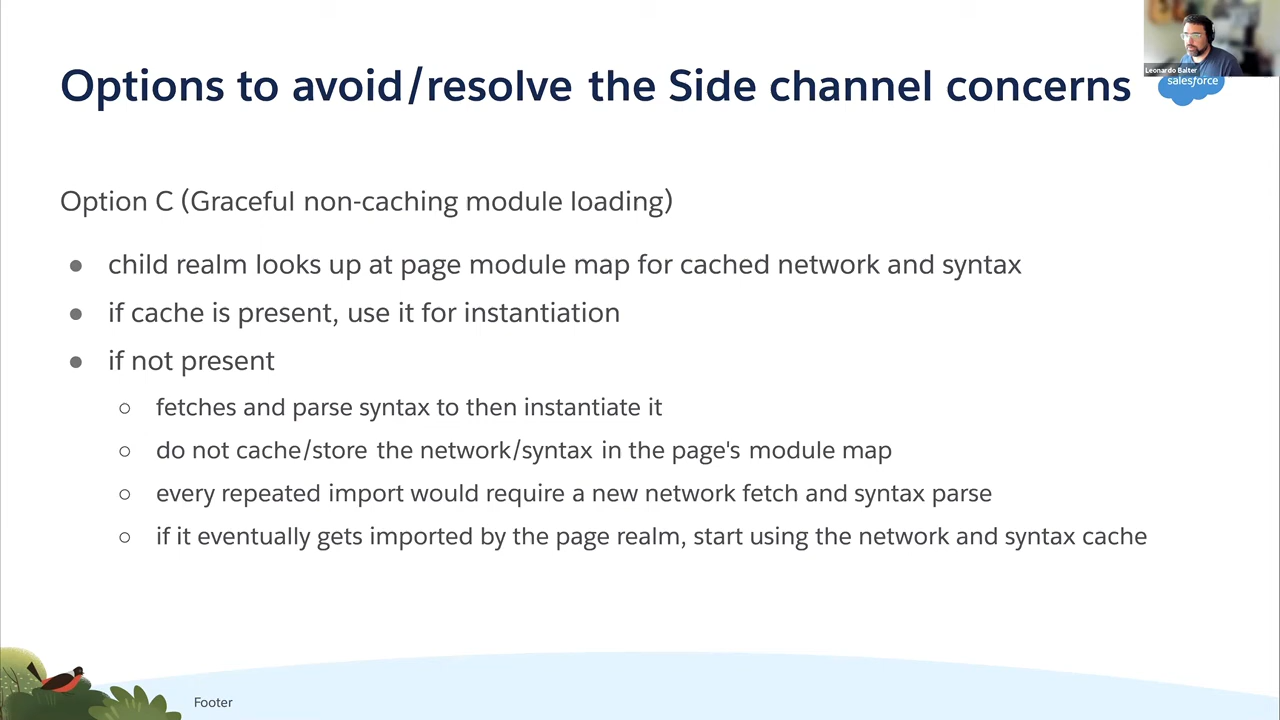 Leonardo Balter
salesforce
Options to avoid/resolve the Side channel concerns
Option C (Graceful non-caching module loading)
● child realm looks up at page module map for cached network and syntax
● if cache is present, use it for instantiation
● if not present
○ fetches and parse syntax to then instantiate it
○ do not cache/store the network/syntax in the page's module map
○ every repeated import would require a new network fetch and syntax parse
○ if it eventually gets imported by the page realm, start using the network and syntax cache
Footer